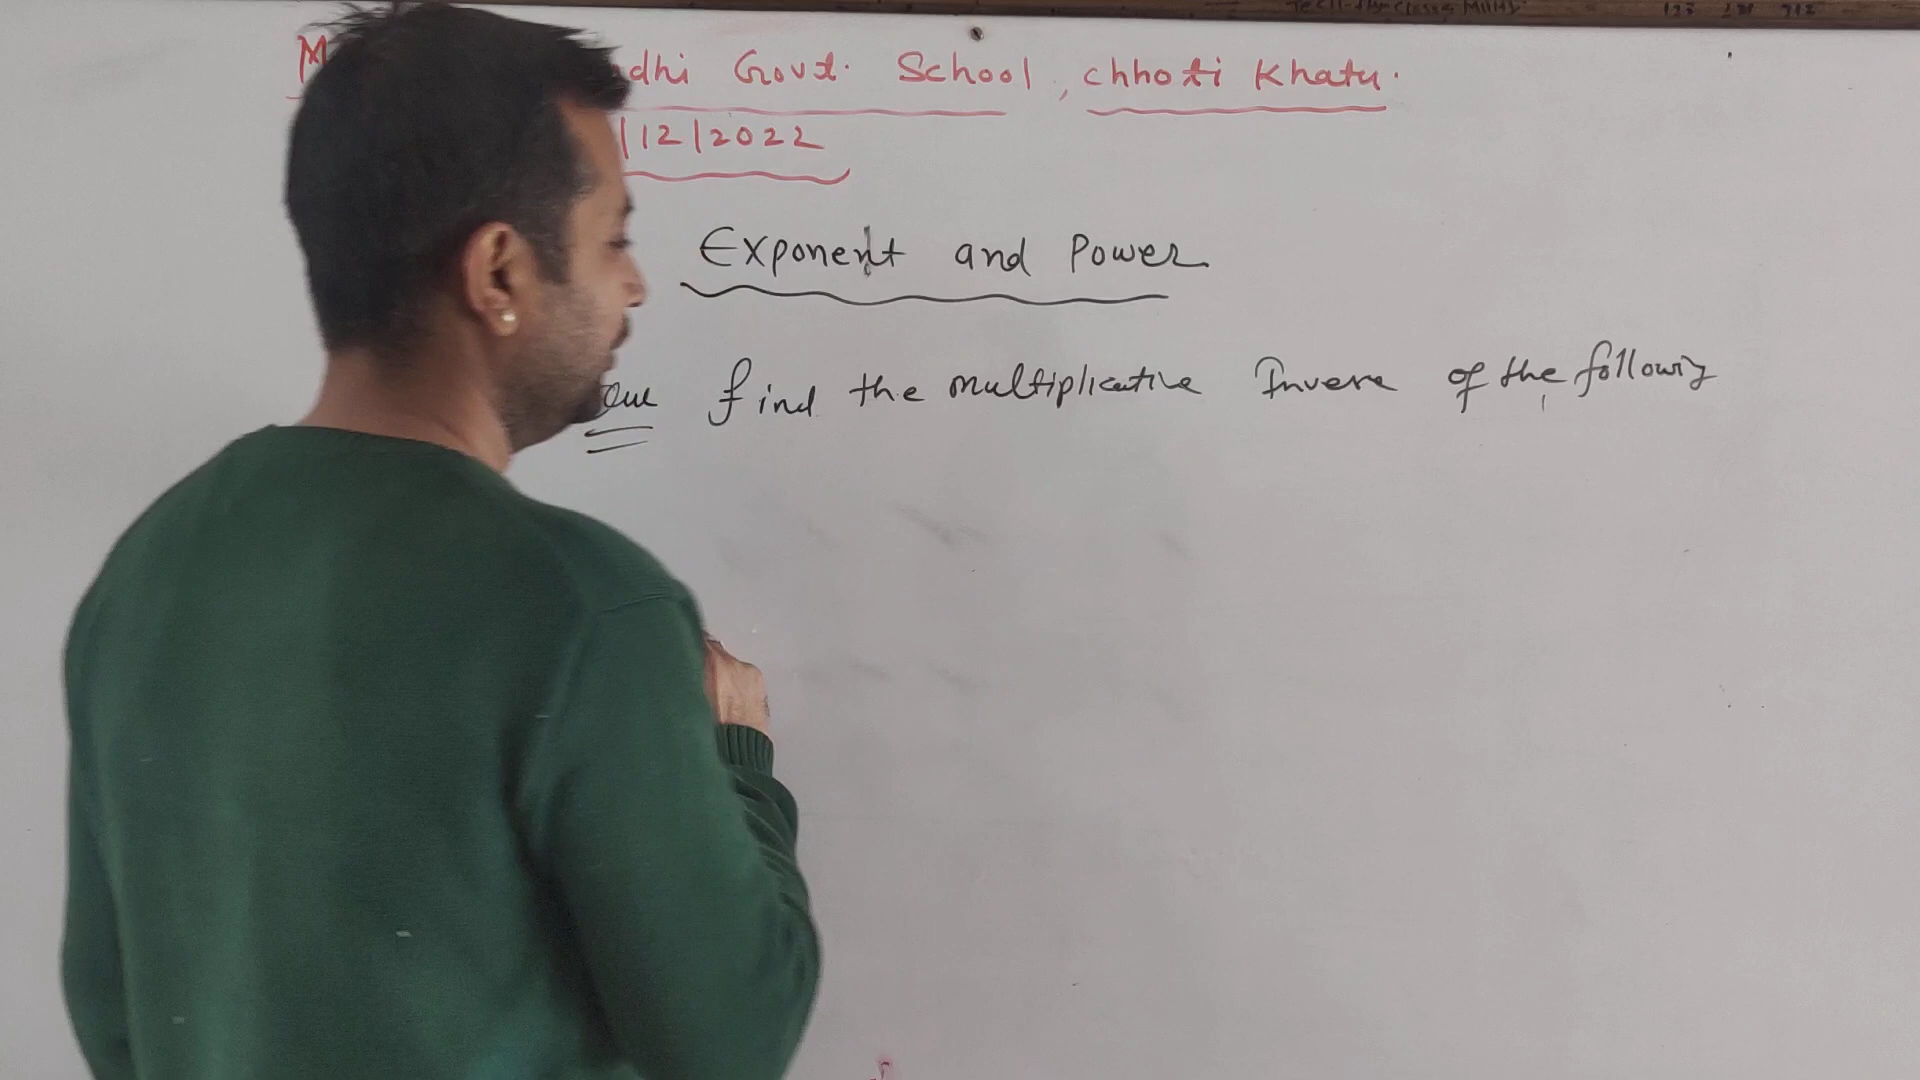 dhi Govt. School, chhoti Khatu.
/12/2022
Exponent and Power
Que find the multiplicative Inverse of the following